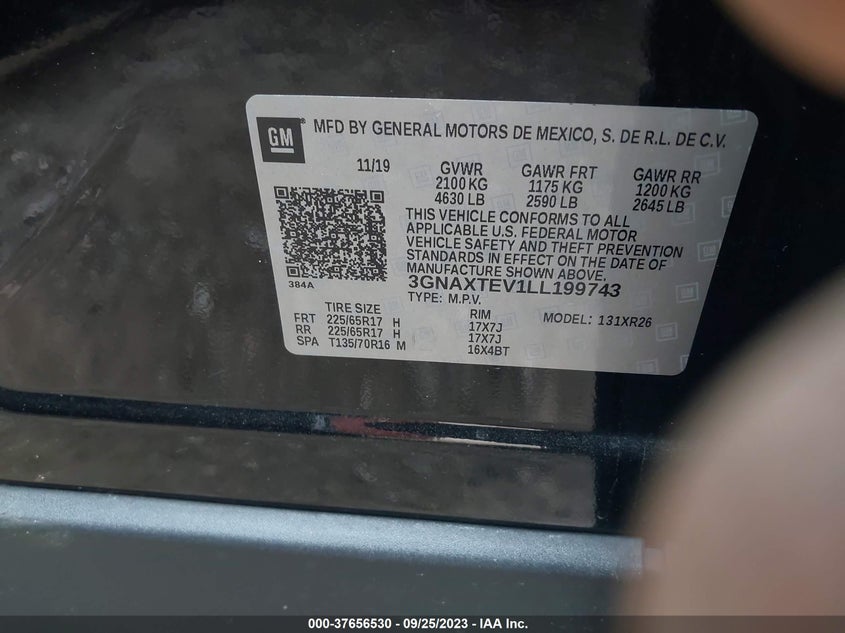 GM ® MFD BY GENERAL MOTORS DE MEXICO, S. DE R.L. DE C.V.
11/19 GVWR GAWR FRT GAWR RR
2100 KG 1175 KG 1200 KG
4630 LB 2590 LB 2645 LB
THIS VEHICLE CONFORMS TO ALL
APPLICABLE U.S. FEDERAL MOTOR
VEHICLE SAFETY AND THEFT PREVENTION
STANDARDS IN EFFECT ON THE DATE OF
MANUFACTURE SHOWN ABOVE.
384A
3GNAXTEV1LL199743
TYPE: M.P.V.
TIRE SIZE RIM MODEL: 131XR26
FRT 225/65R17 H 17X7J
RR 225/65R17 H 17X7J
SPA T135/70R16 M 16X4BT
000-37656530 - 09/25/2023 - IAA Inc.